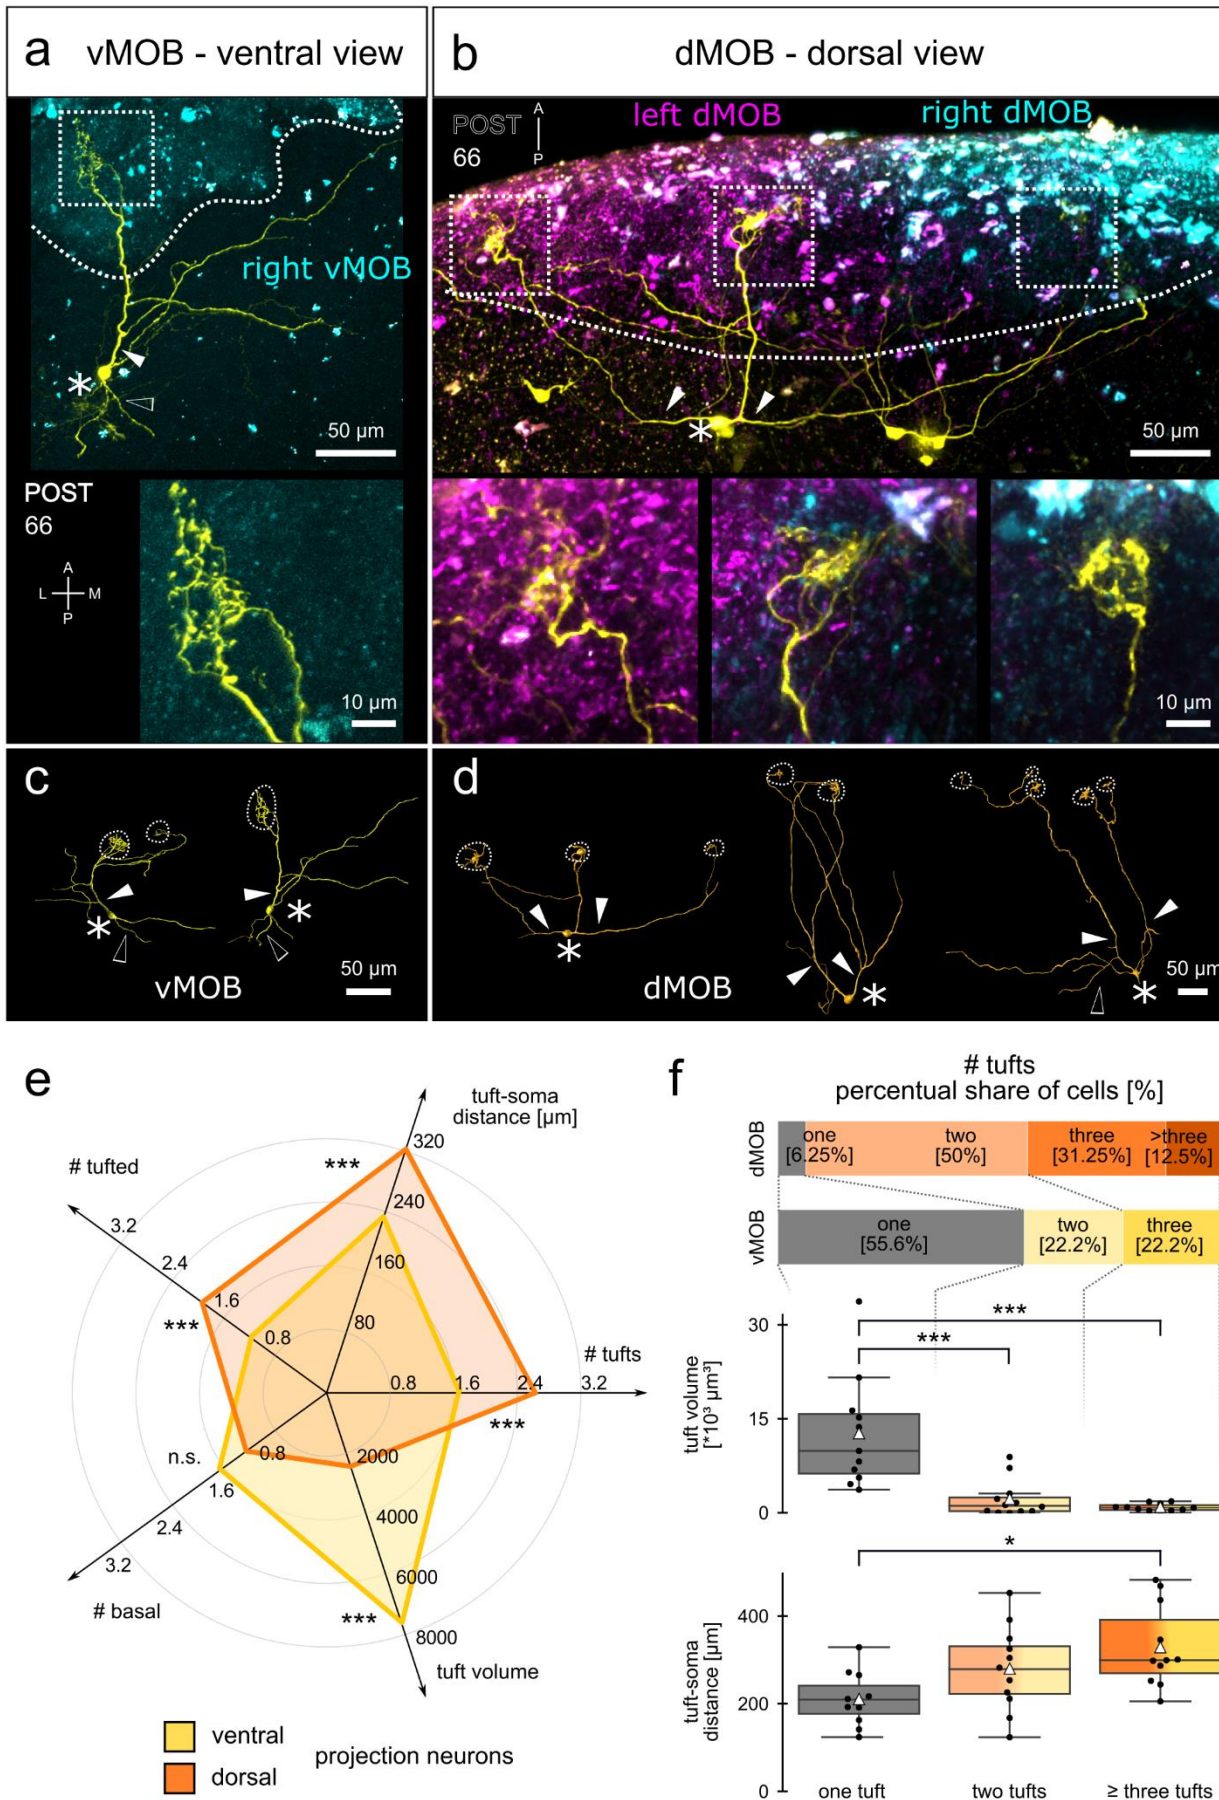 a vMOB - ventral view
b dMOB - dorsal view
right vMOB
50 µm
POST
66
A
L M
P
10 µm
POST
66
A
P
left dMOB
right dMOB
50 µm
10 µm
c
vMOB
50 µm
d
dMOB
50 µm
e
tuft-soma
distance [µm]
320
240
160
80
# tufted
3.2
2.4
1.6
0.8
# tufts
0.8
1.6
2.4
3.2
# basal
0.8
1.6
2.4
3.2
2000
4000
6000
8000
tuft volume
***
***
***
n.s.
***
ventral
dorsal
projection neurons
f
# tufts
percentual share of cells [%]
dMOB
one
[6.25%]
two
[50%]
three
[31.25%]
>three
[12.5%]
vMOB
one
[55.6%]
two
[22.2%]
three
[22.2%]
tuft volume
[*10³ µm³]
30
15
0
***
***
tuft-soma
distance [µm]
400
200
0
*
one tuft
two tufts
≥ three tufts